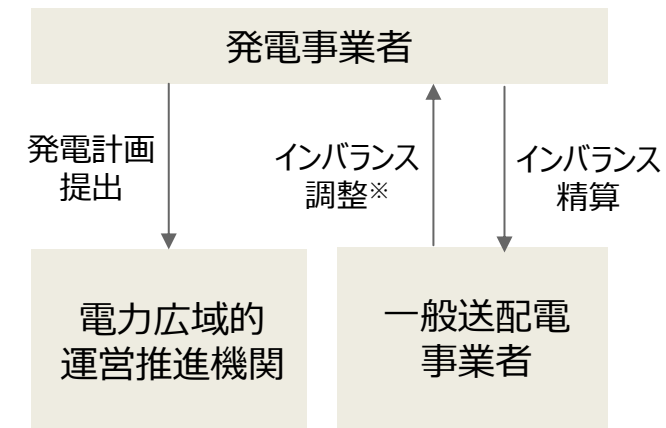 発電事業者
発電計画
提出
インバランス
調整※
インバランス
精算
電力広域的
運営推進機関
一般送配電
事業者